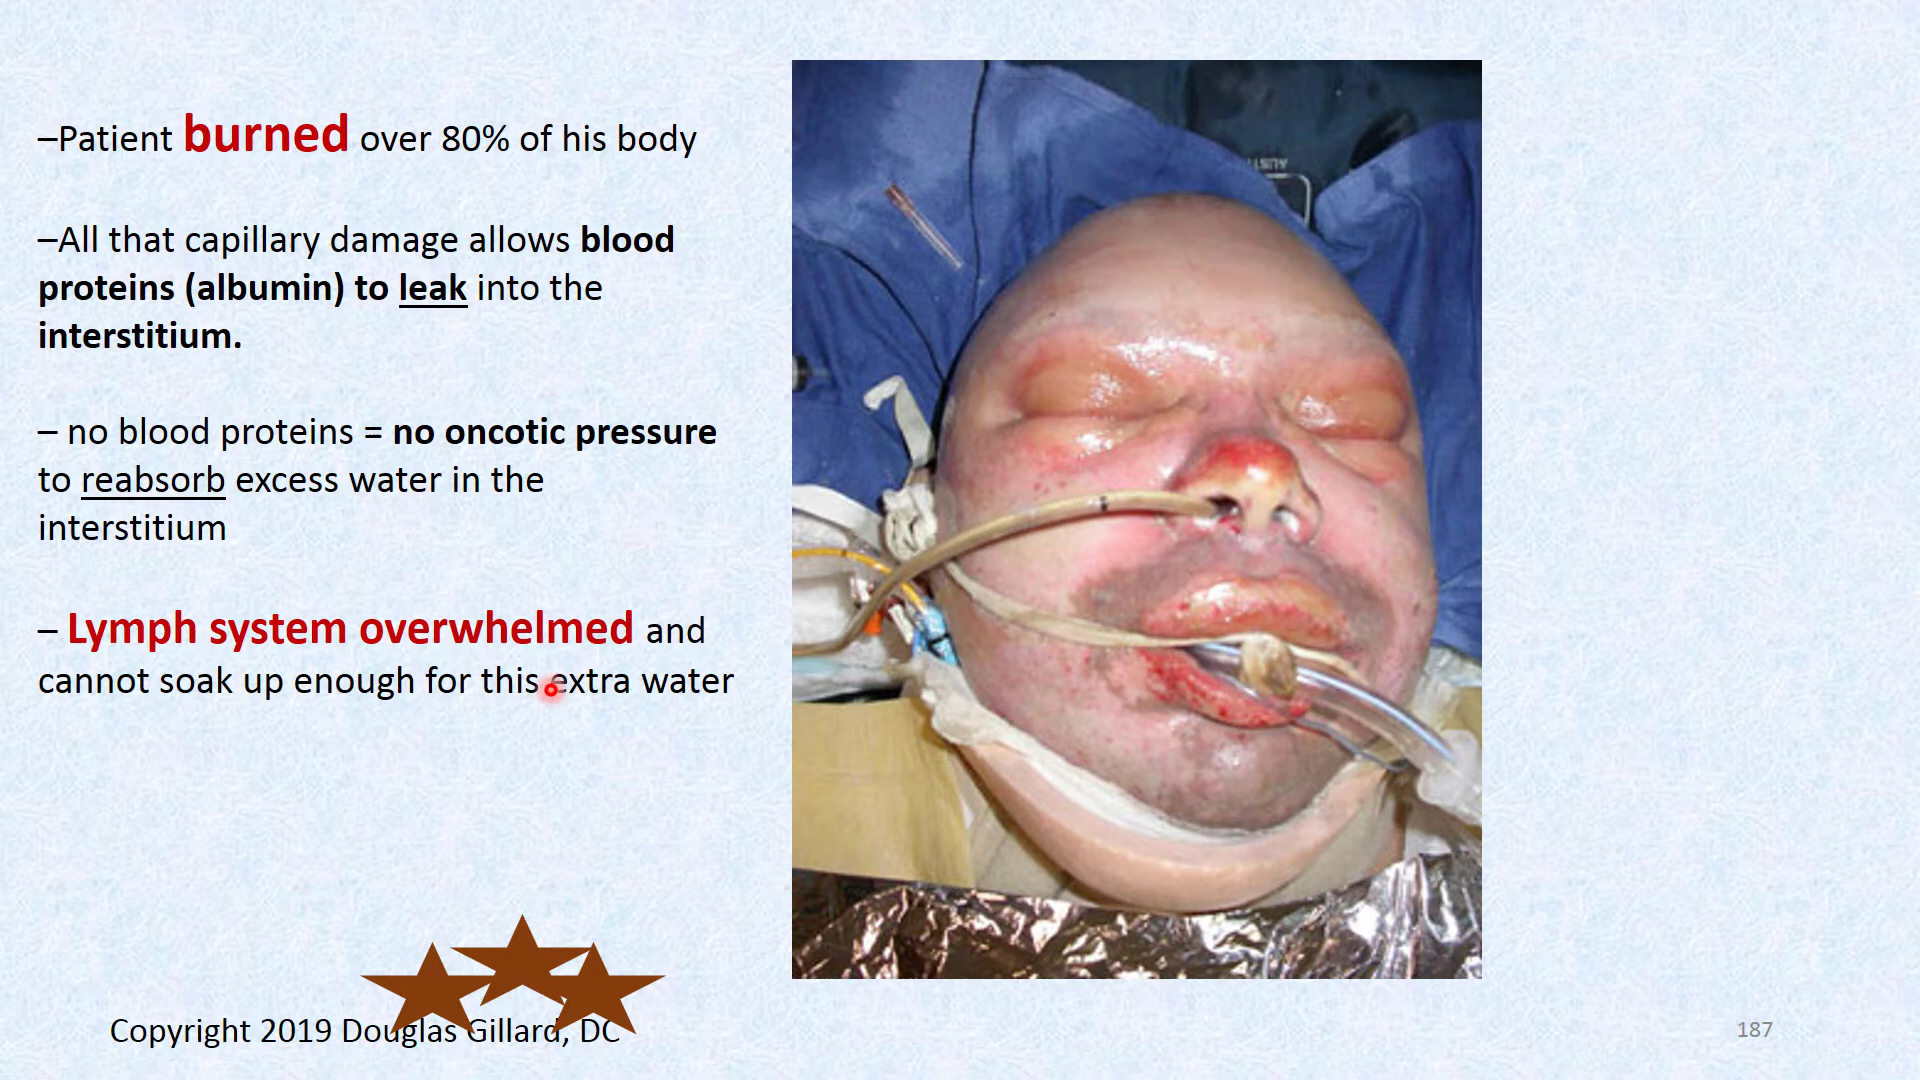 –Patient burned over 80% of his body
–All that capillary damage allows blood
proteins (albumin) to leak into the
interstitium.
– no blood proteins = no oncotic pressure
to reabsorb excess water in the
interstitium
– Lymph system overwhelmed and
cannot soak up enough for this extra water
Copyright 2019 Douglas Gillard, DC
187